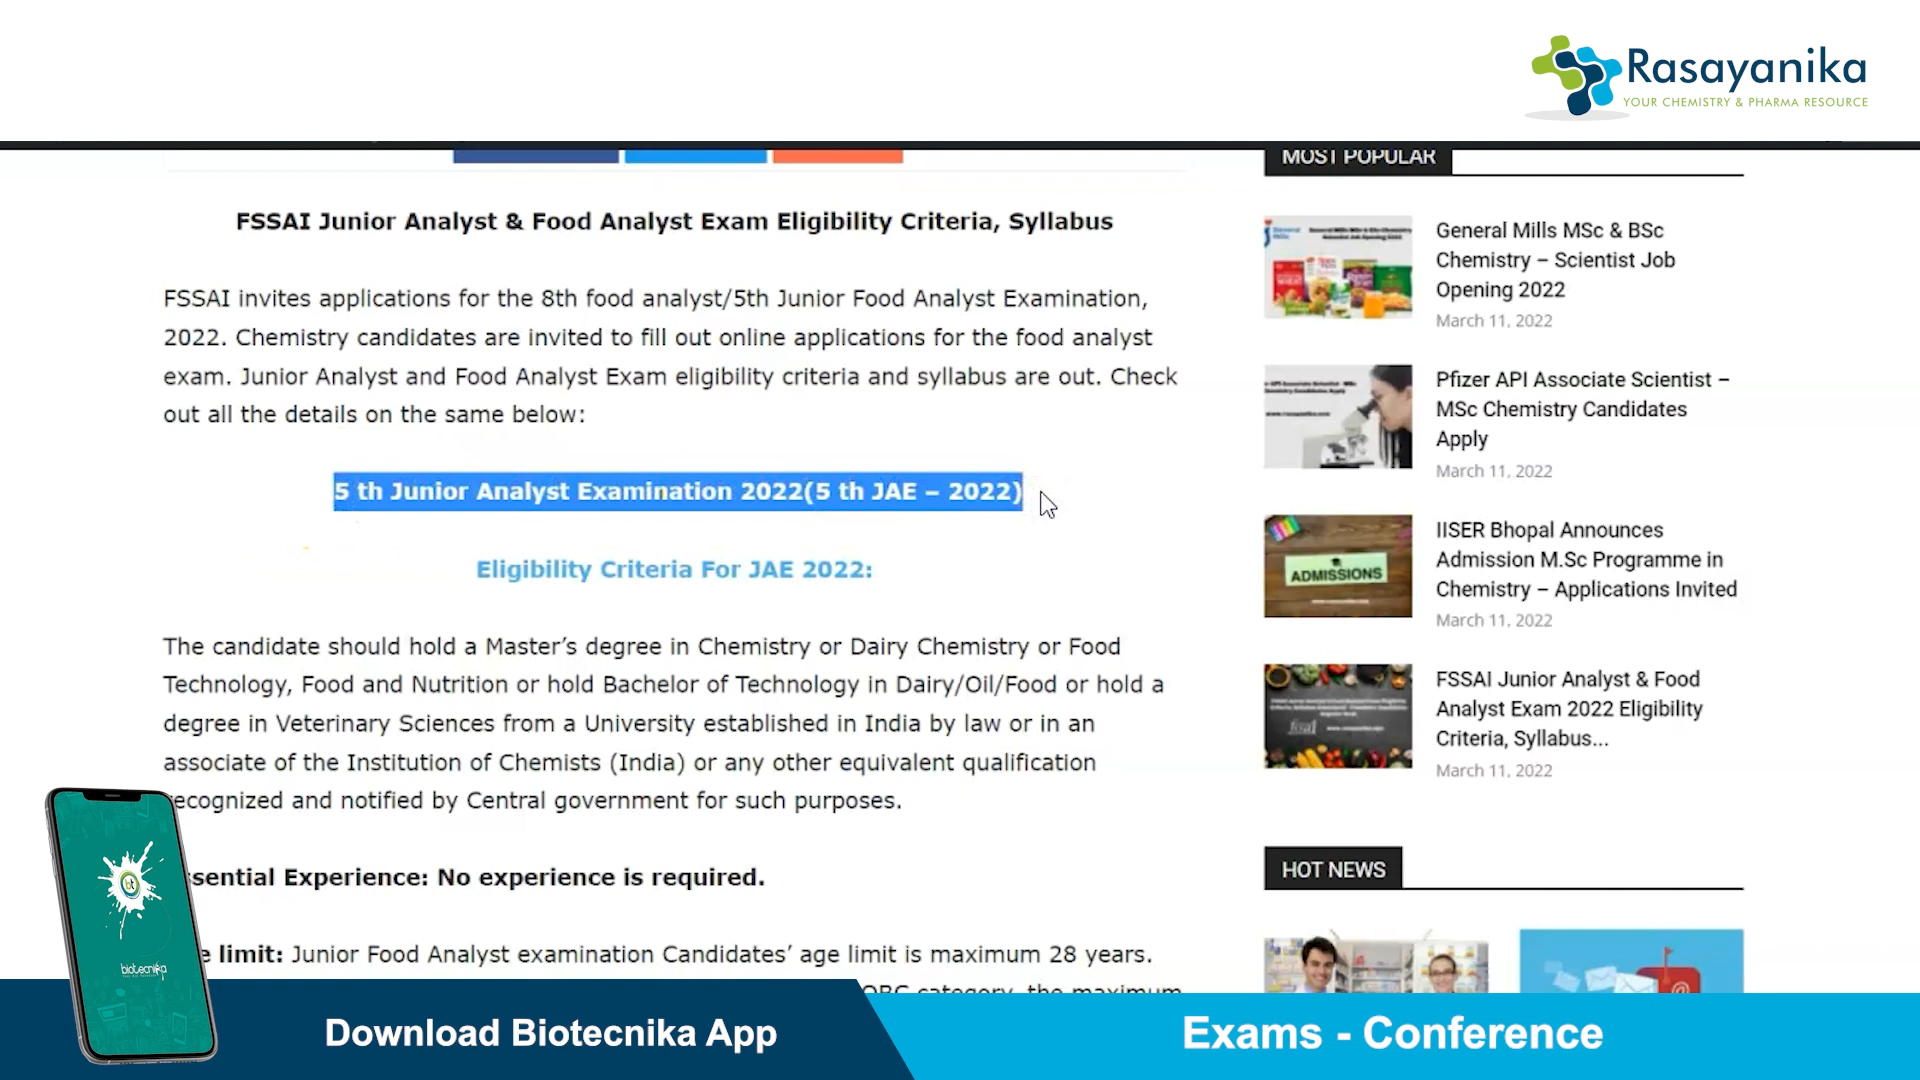 Rasayanika
YOUR CHEMISTRY & PHARMA RESOURCE
MOST POPULAR
FSSAI Junior Analyst & Food Analyst Exam Eligibility Criteria, Syllabus
FSSAI invites applications for the 8th food analyst/5th Junior Food Analyst Examination,
2022. Chemistry candidates are invited to fill out online applications for the food analyst
exam. Junior Analyst and Food Analyst Exam eligibility criteria and syllabus are out. Check
out all the details on the same below:
5 th Junior Analyst Examination 2022(5 th JAE – 2022)
Eligibility Criteria For JAE 2022:
The candidate should hold a Master’s degree in Chemistry or Dairy Chemistry or Food
Technology, Food and Nutrition or hold Bachelor of Technology in Dairy/Oil/Food or hold a
degree in Veterinary Sciences from a University established in India by law or in an
associate of the Institution of Chemists (India) or any other equivalent qualification
ecognized and notified by Central government for such purposes.
ssential Experience: No experience is required.
e limit: Junior Food Analyst examination Candidates’ age limit is maximum 28 years.
OBC category, the maximum
General Mills MSc & BSc
Chemistry – Scientist Job
Opening 2022
March 11, 2022
Pfizer API Associate Scientist –
MSc Chemistry Candidates
Apply
March 11, 2022
IISER Bhopal Announces
Admission M.Sc Programme in
Chemistry – Applications Invited
March 11, 2022
ADMISSIONS
FSSAI Junior Analyst & Food
Analyst Exam 2022 Eligibility
Criteria, Syllabus...
March 11, 2022
HOT NEWS
bt
biotecnika
Download Biotecnika App
Exams - Conference